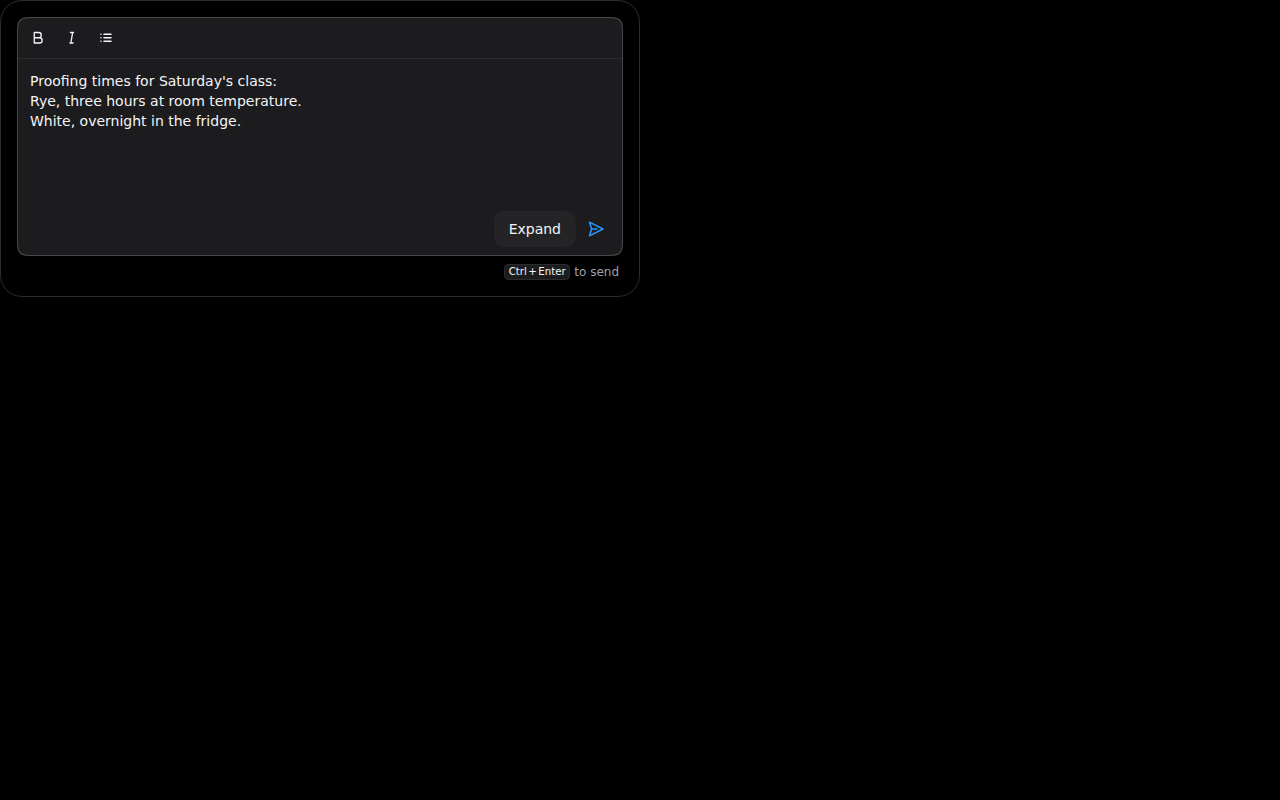 Proofing times for Saturday's class:
Rye, three hours at room temperature.
White, overnight in the fridge.
Expand
Ctrl+Enter to send